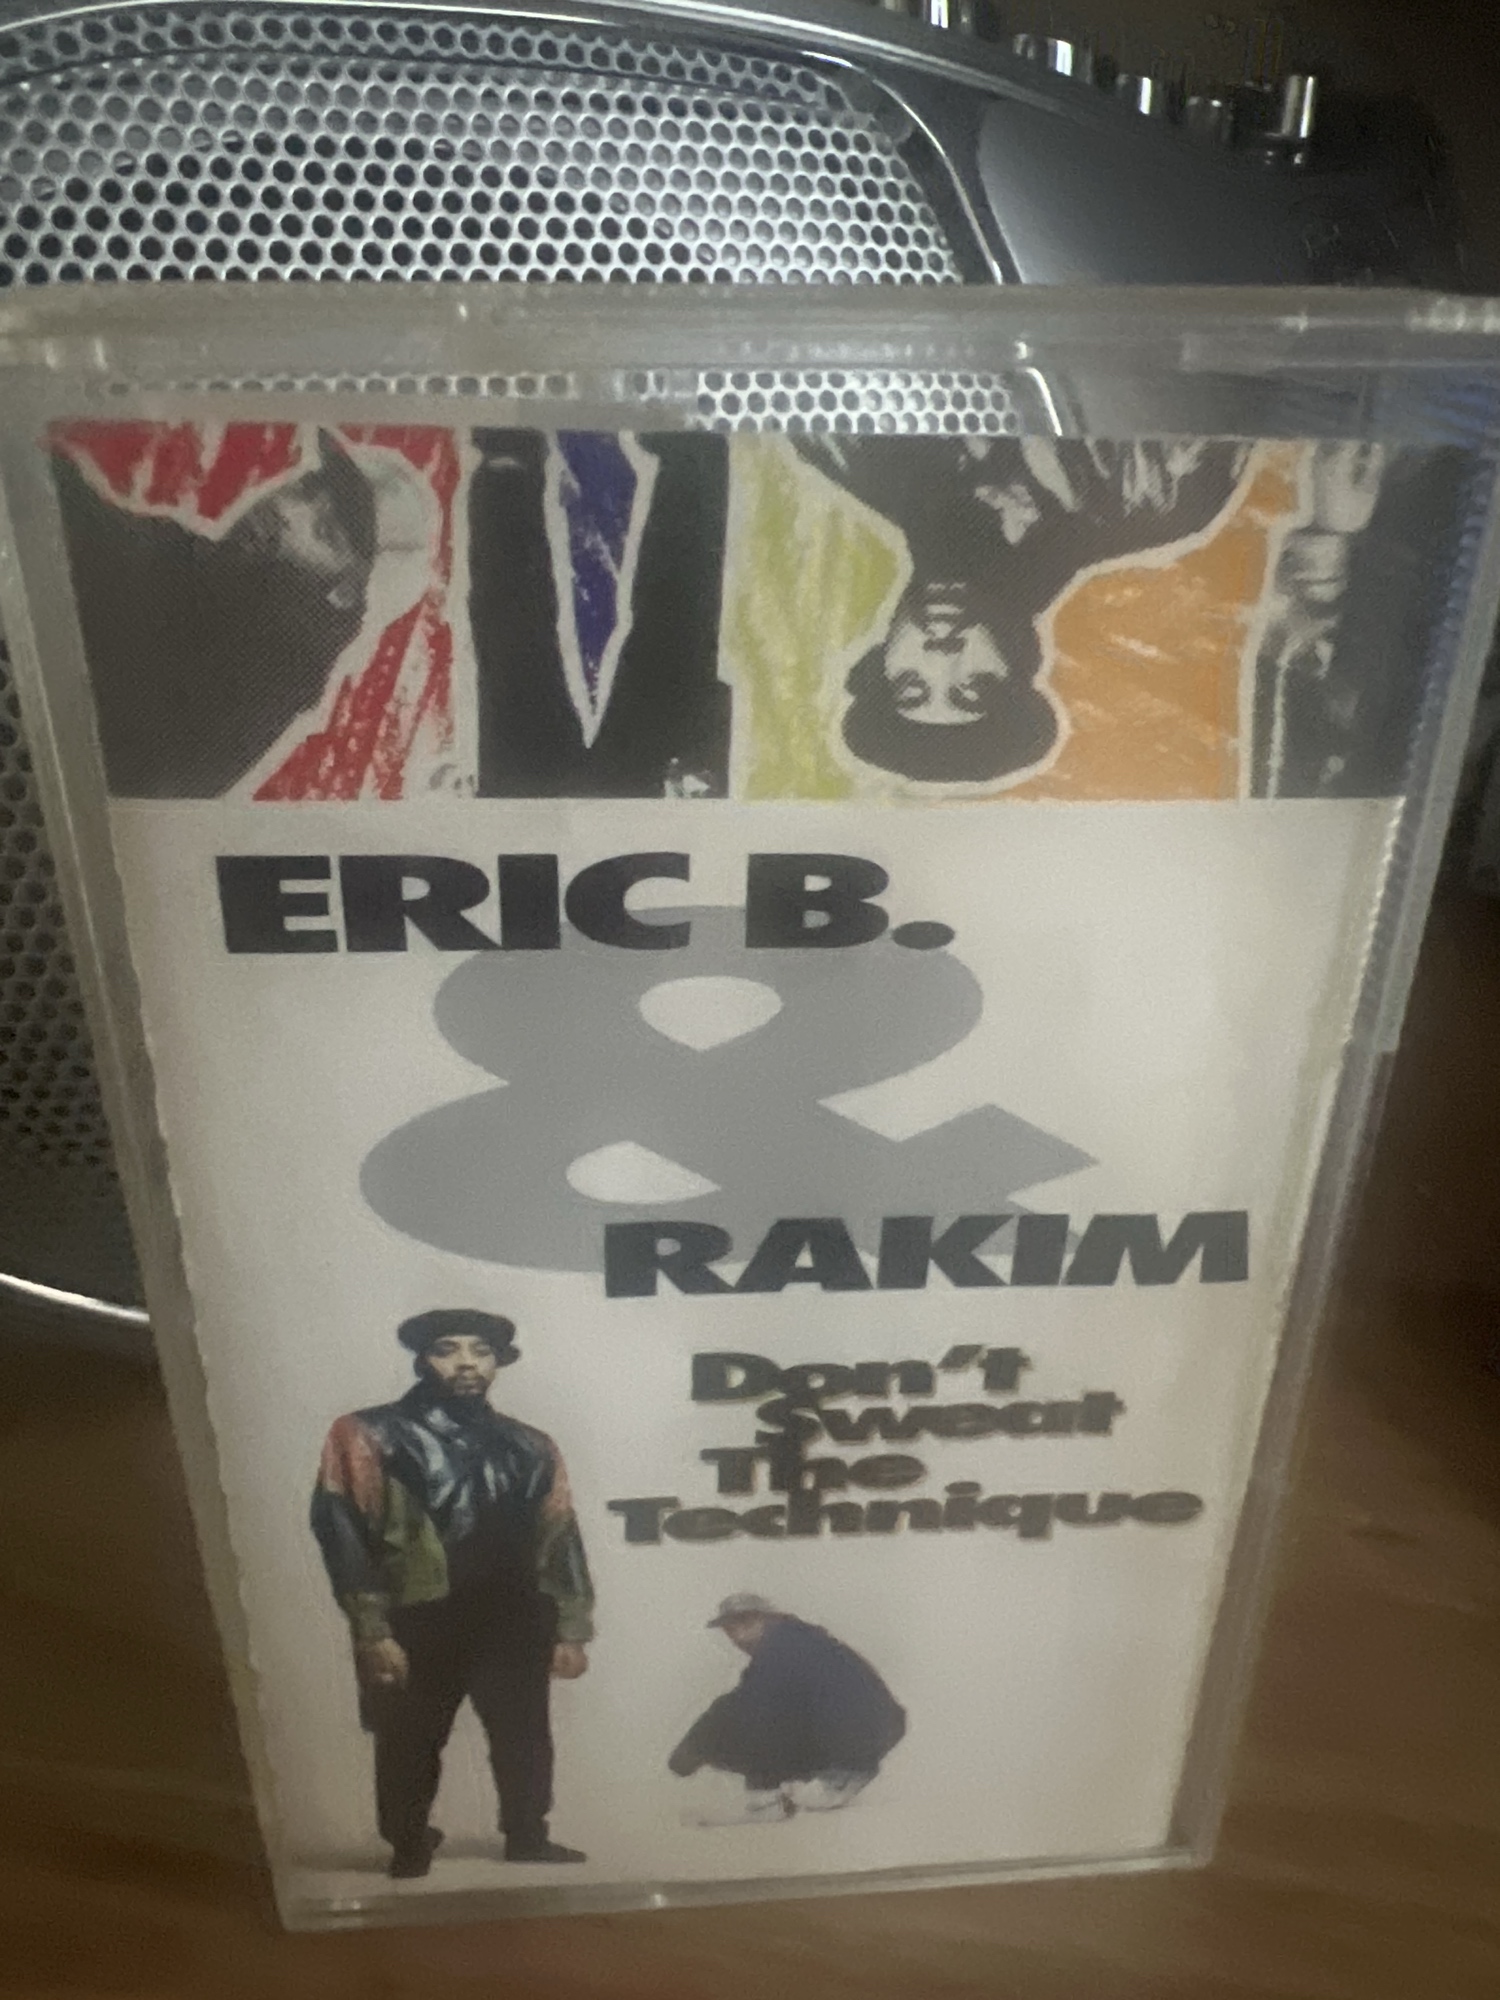 ERIC B.
&
RAKIM
Don't
Sweat
The
Technique